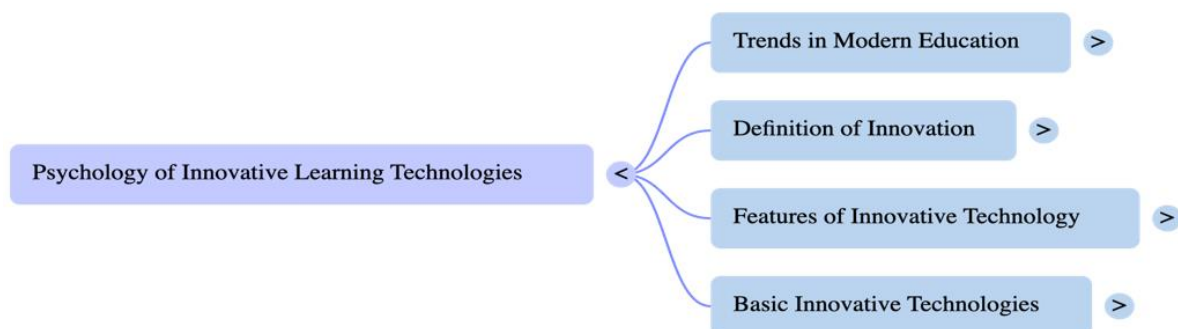 Trends in Modern Education >
Definition of Innovation >
Psychology of Innovative Learning Technologies <
Features of Innovative Technology >
Basic Innovative Technologies >